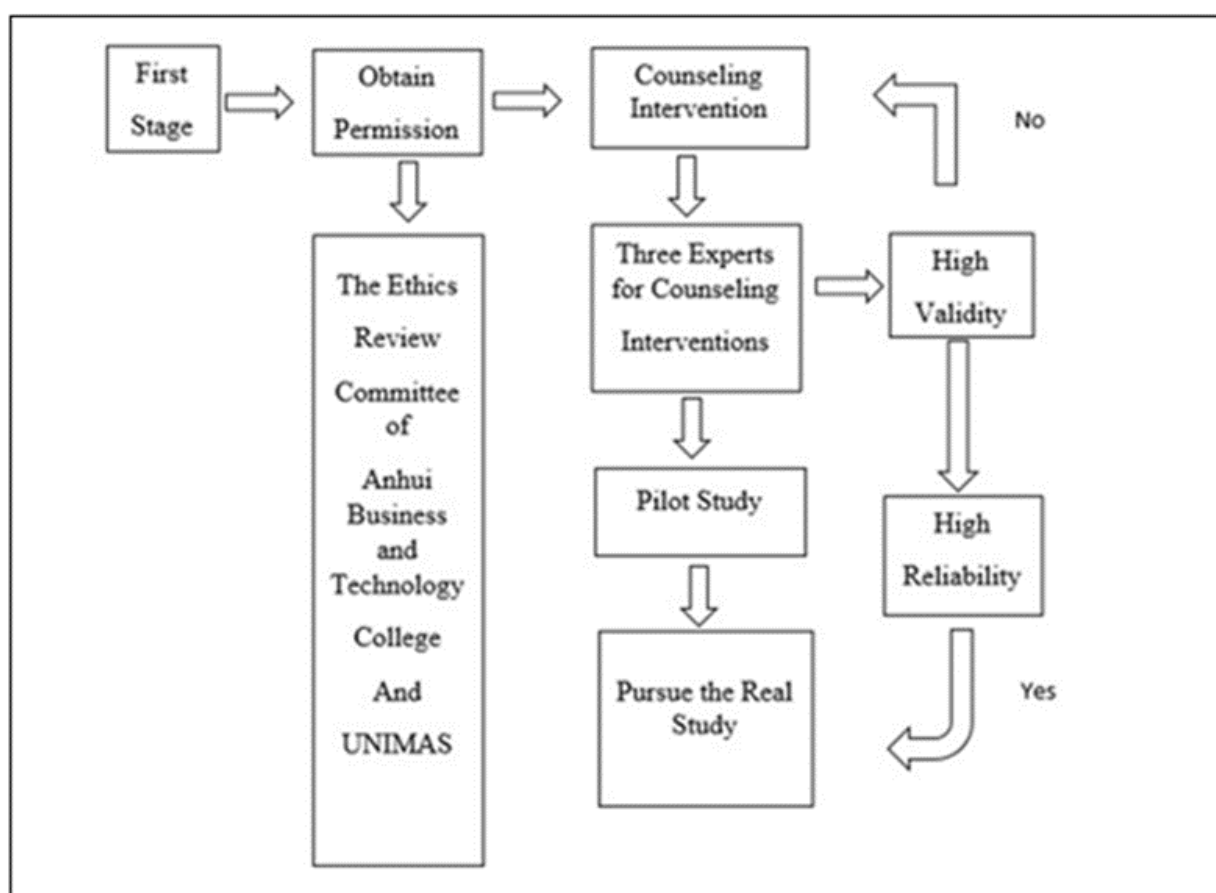 First
Stage
Obtain
Permission
Counseling
Intervention
No
The Ethics
Review
Committee
of
Anhui
Business
and
Technology
College
And
UNIMAS
Three Experts
for Counseling
Interventions
High
Validity
Pilot Study
High
Reliability
Pursue the Real
Study
Yes